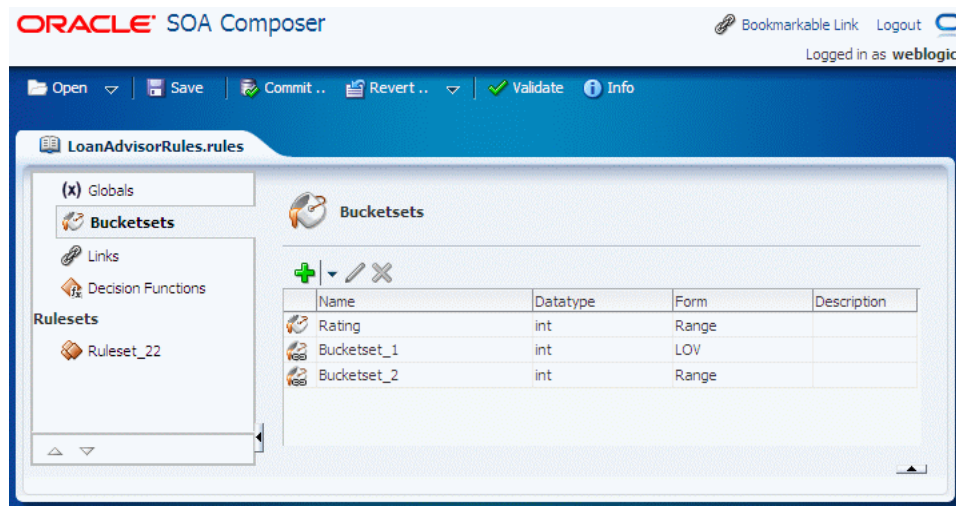 ORACLE SOA Composer
Bookmarkable Link Logout
Logged in as weblogic
Open Save Commit .. Revert .. Validate Info
LoanAdvisorRules.rules
(x) Globals
Bucketsets
Links
Decision Functions
Rulesets
Ruleset_22
Bucketsets
Name Datatype Form Description
Rating int Range
Bucketset_1 int LOV
Bucketset_2 int Range